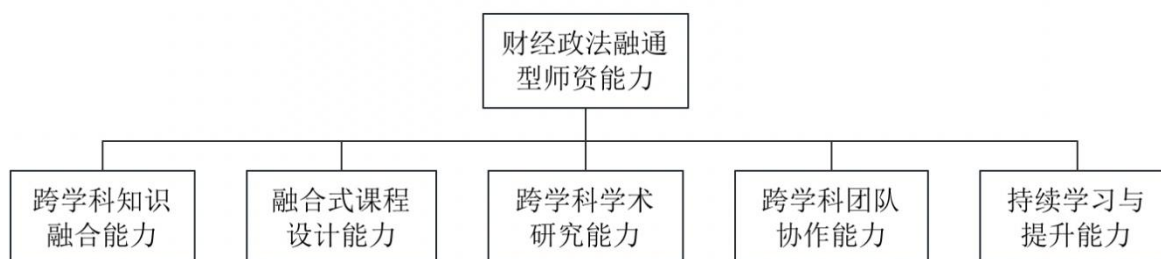 财经政法融通
型师资能力
跨学科知识
融合能力
融合式课程
设计能力
跨学科学术
研究能力
跨学科团队
协作能力
持续学习与
提升能力